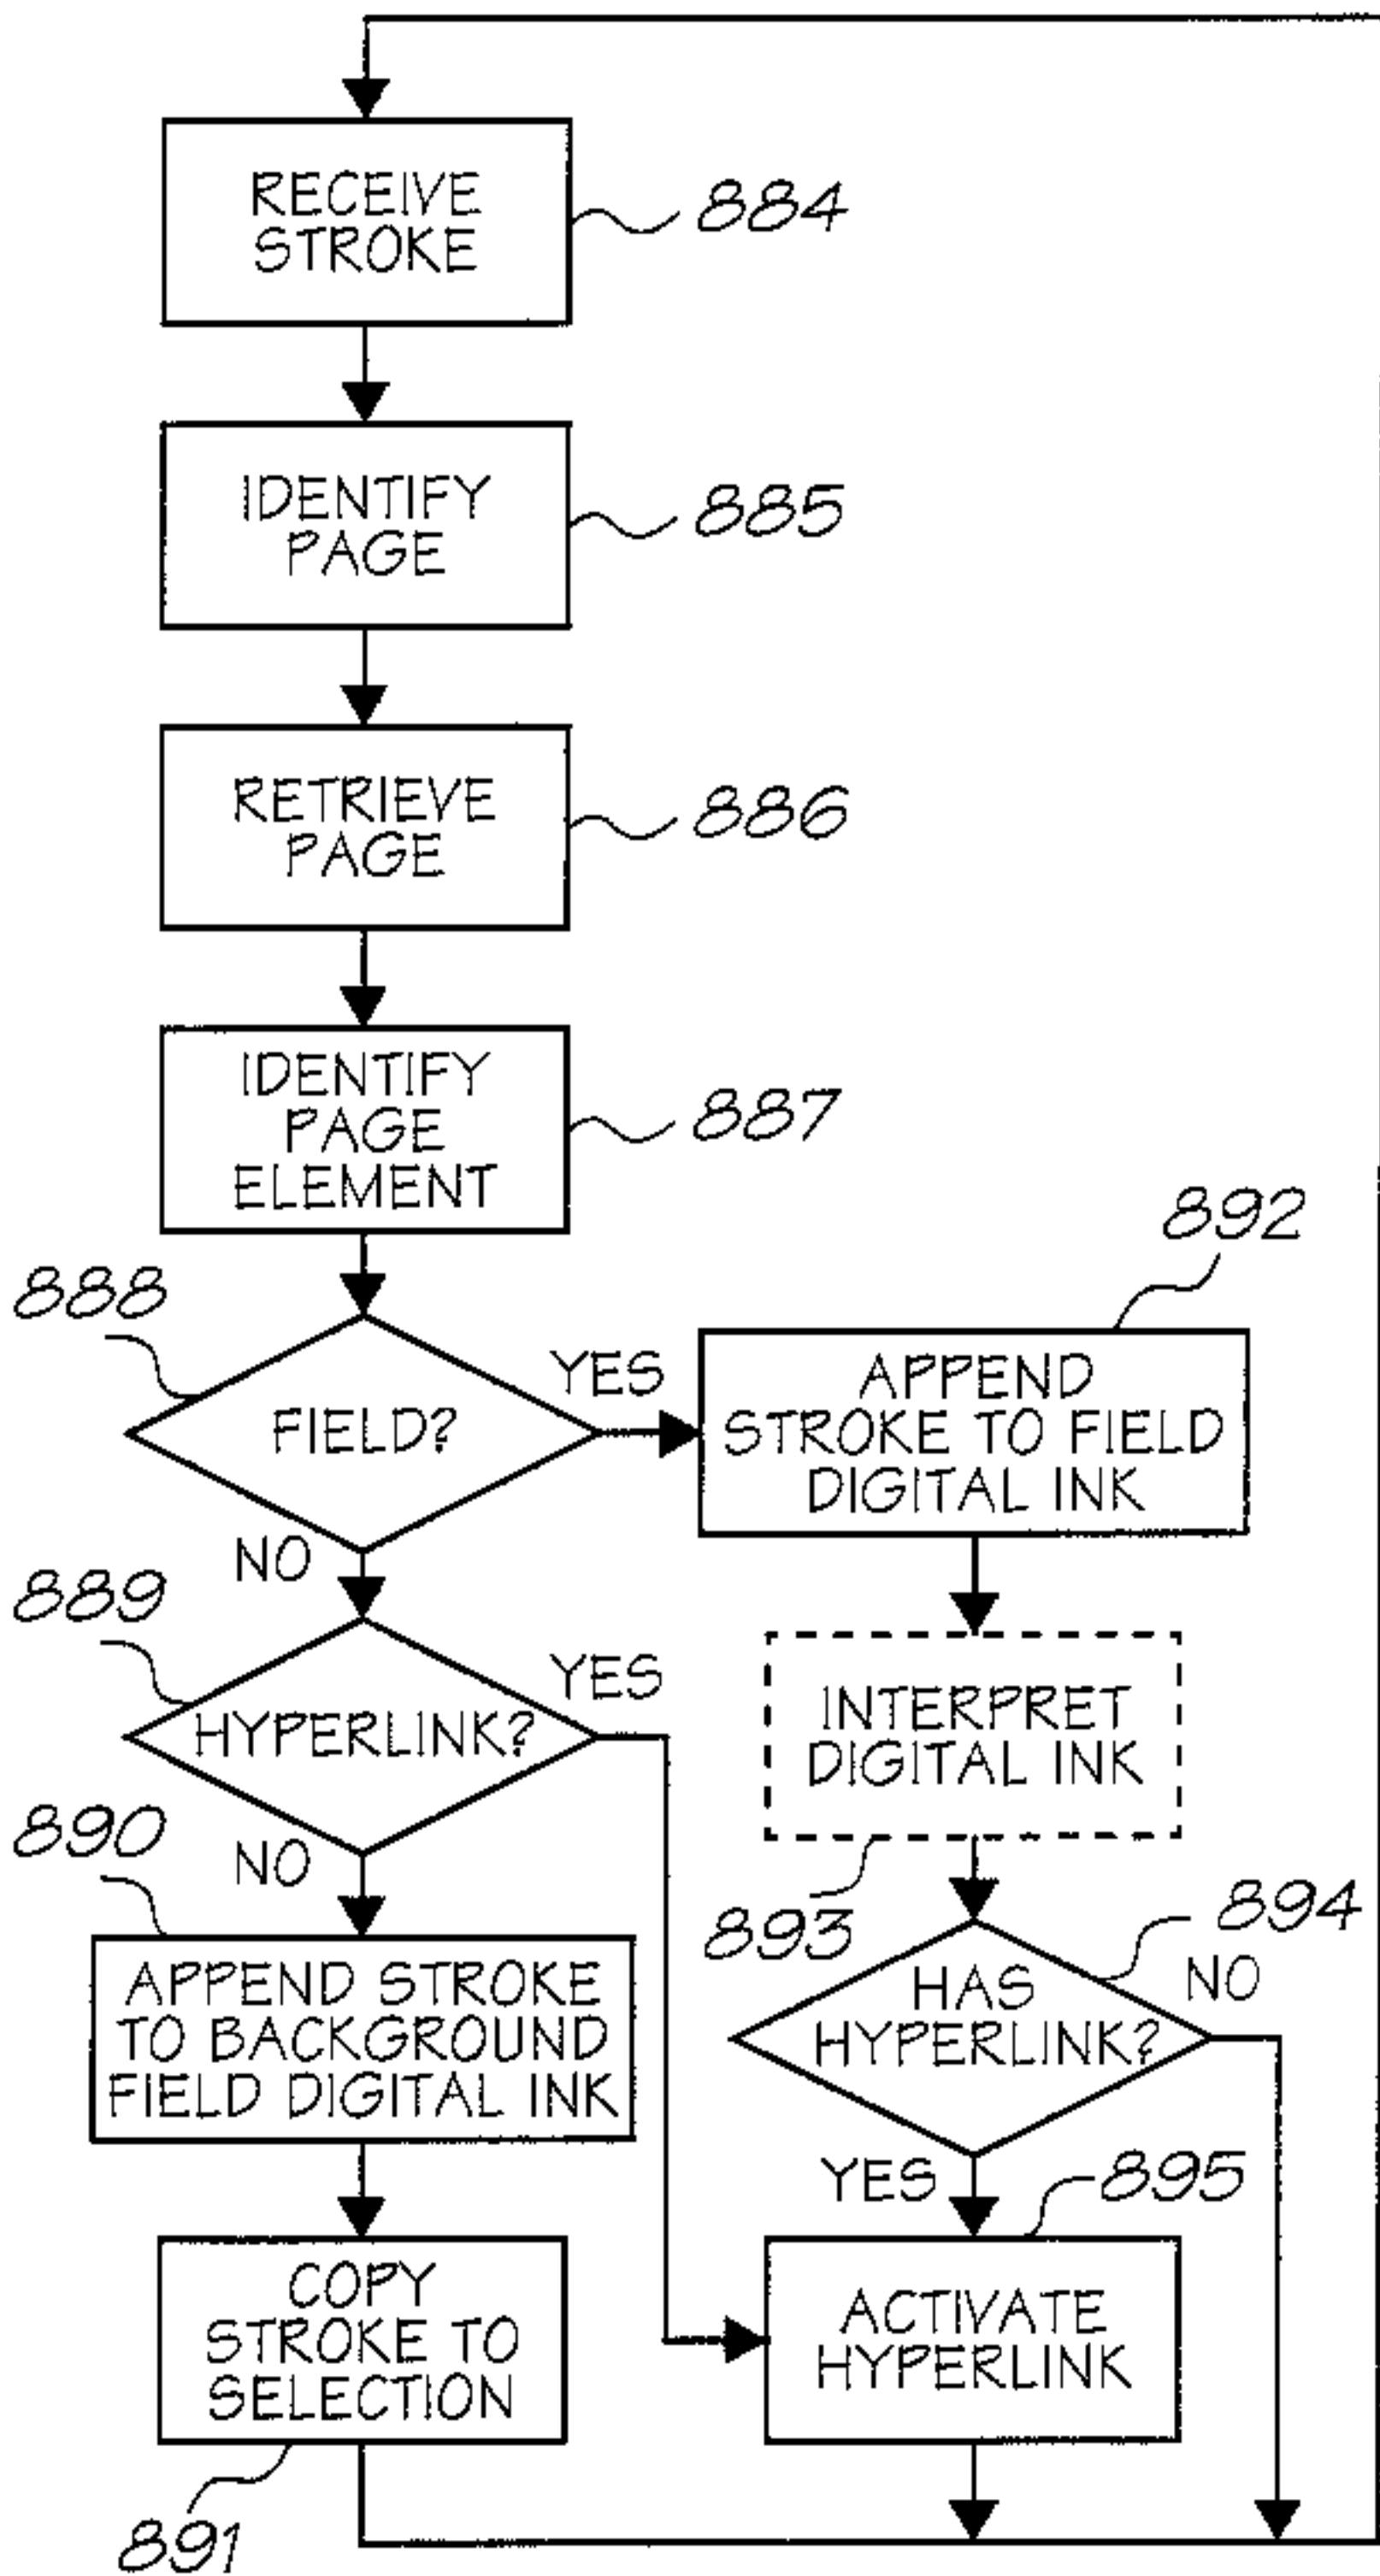 RECEIVE
STROKE
884
IDENTIFY
PAGE
885
RETRIEVE
PAGE
886
IDENTIFY
PAGE
ELEMENT
887
888
FIELD?
YES
NO
892
APPEND
STROKE TO FIELD
DIGITAL INK
889
HYPERLINK?
YES
NO
INTERPRET
DIGITAL INK
893
890
APPEND STROKE
TO BACKGROUND
FIELD DIGITAL INK
894
HAS
HYPERLINK?
NO
YES
895
COPY
STROKE TO
SELECTION
891
ACTIVATE
HYPERLINK